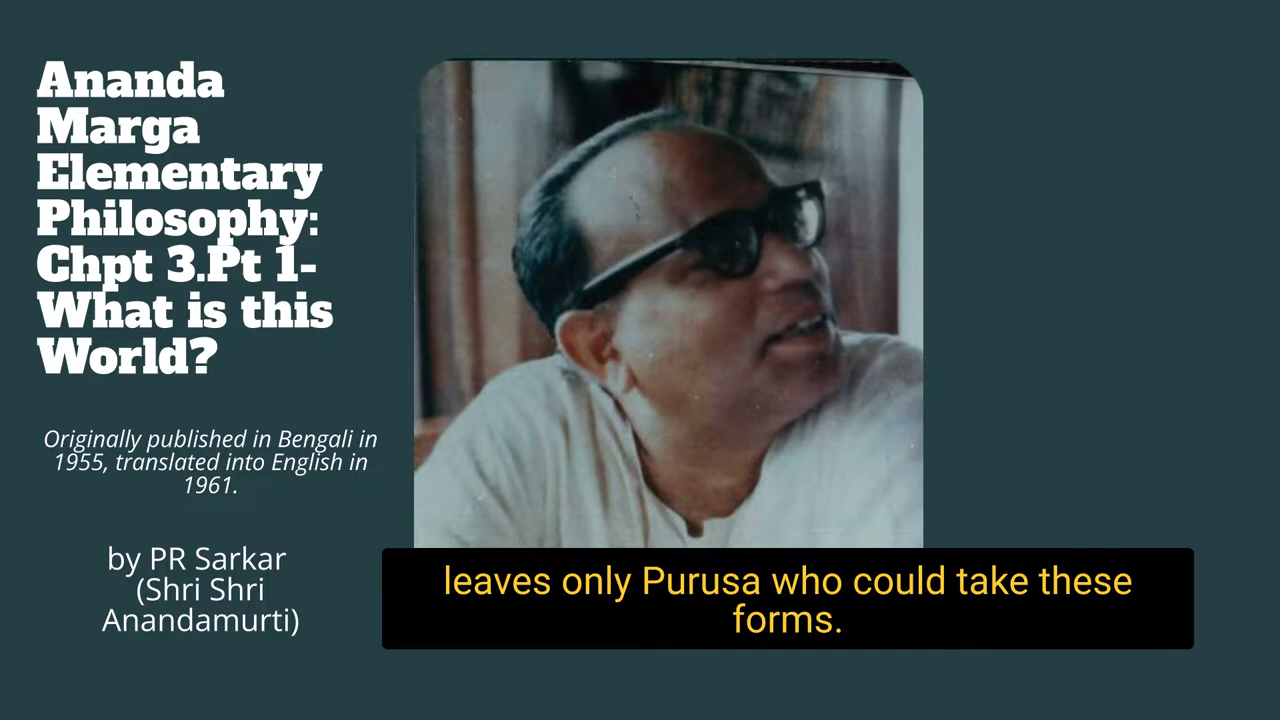 Ananda
Marga
Elementary
Philosophy:
Chpt 3.Pt 1-
What is this
World?
Originally published in Bengali in
1955, translated into English in
1961.
by PR Sarkar
(Shri Shri
Anandamurti)
leaves only Purusa who could take these
forms.